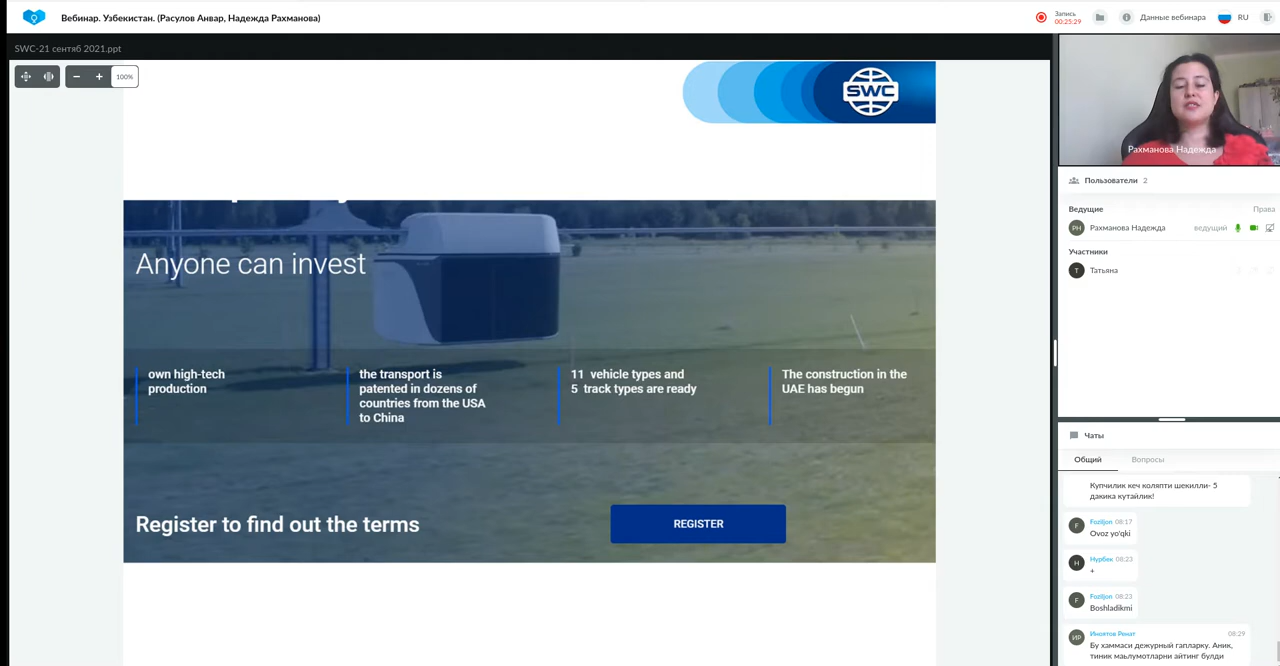 Вебинар. Узбекистан. (Расулов Анвар, Надежда Рахманова)
Запись
00:25:29
Данные вебинара
RU
SWC-21 сентяб 2021.ppt
100%
SWC
Anyone can invest
own high-tech
production
the transport is
patented in dozens of
countries from the USA
to China
11 vehicle types and
5 track types are ready
The construction in the
UAE has begun
Register to find out the terms
REGISTER
Рахманова Надежда
Пользователи 2
Ведущие
Права
РН
Рахманова Надежда
ведущий
Участники
Т
Татьяна
Чаты
Общий
Вопросы
Купчилик кеч коляпти шекилли- 5
дакика кутайлик!
F
Foziljon 08:17
Ovoz yo'qki
Н
Нурбек 08:23
+
F
Foziljon 08:23
Boshladikmi
ИР
Иноятов Ренат 08:29
Бу хаммаси дежурный гапларку. Аник,
тиник маьлумотларни айтинг булди